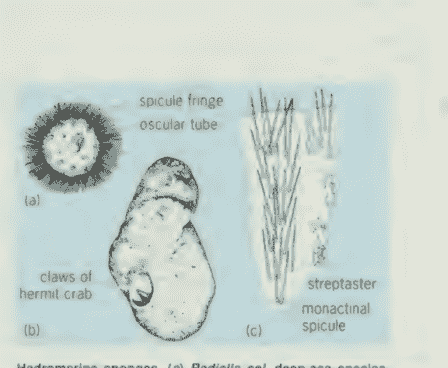 spicule fringe
oscular tube
(a)
claws of
hermit crab
(b)
(c)
streptaster
monactinal
spicule
Hadromerina sponges. (a) Radiella sol, deep-sea species